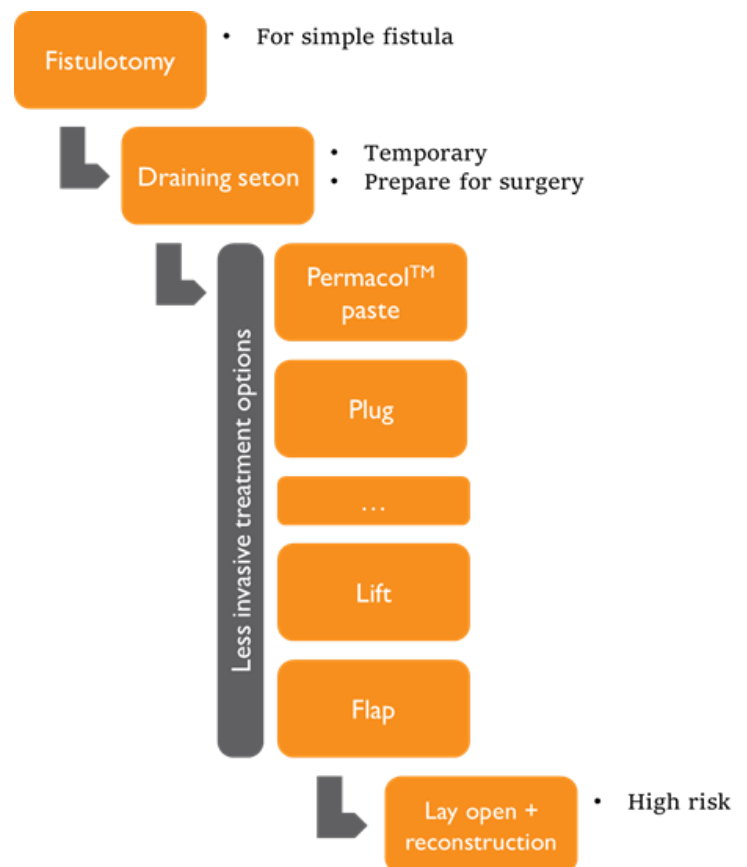 Fistulotomy
• For simple fistula
Draining seton
• Temporary
• Prepare for surgery
Less invasive treatment options
Permacol™
paste
Plug
...
Lift
Flap
Lay open +
reconstruction
• High risk